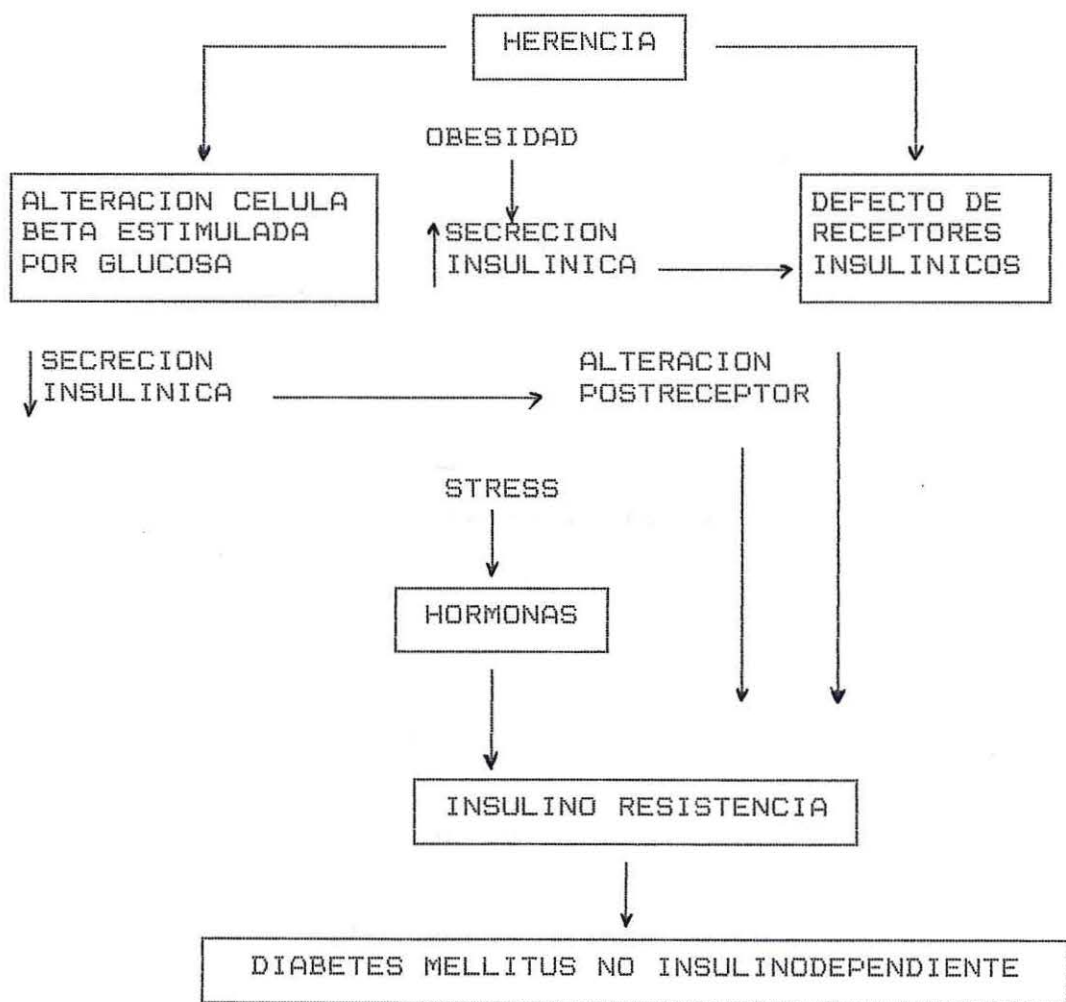 HERENCIA
OBESIDAD
ALTERACION CELULA
BETA ESTIMULADA
POR GLUCOSA
SECRECION
INSULINICA
DEFECTO DE
RECEPTORES
INSULINICOS
SECRECION
INSULINICA
ALTERACION
POSTRECEPTOR
STRESS
HORMONAS
INSULINO RESISTENCIA
DIABETES MELLITUS NO INSULINODEPENDIENTE